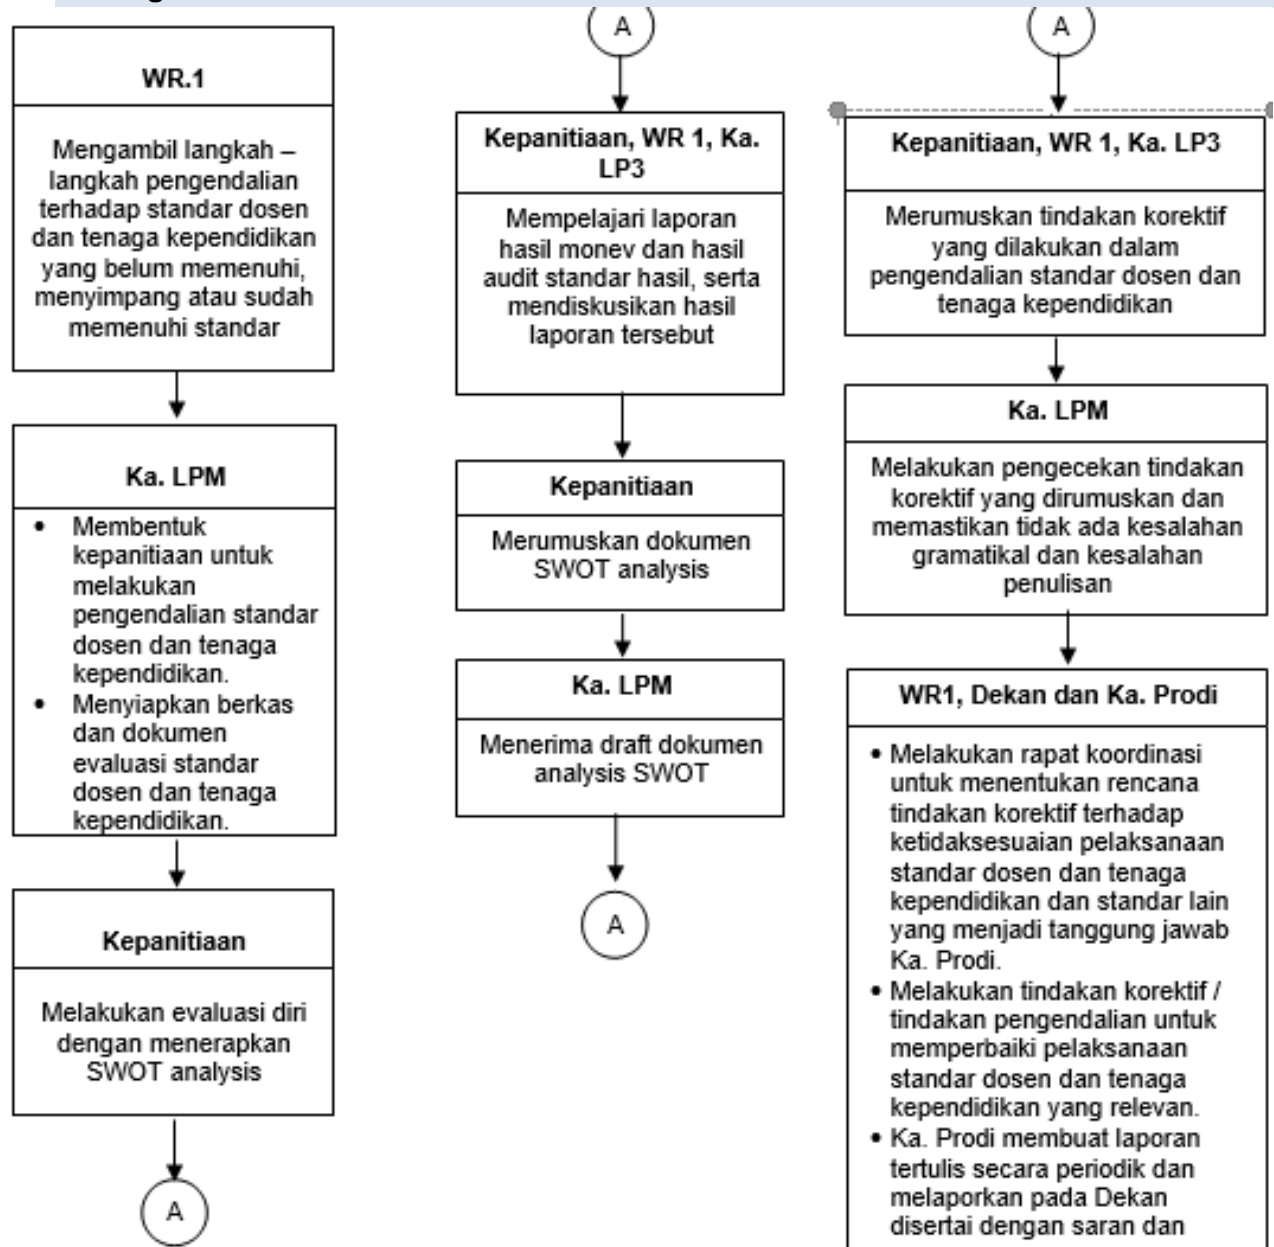 WR.1
Mengambil langkah –
langkah pengendalian
terhadap standar dosen
dan tenaga kependidikan
yang belum memenuhi,
menyimpang atau sudah
memenuhi standar
Ka. LPM
• Membentuk
kepanitiaan untuk
melakukan
pengendalian standar
dosen dan tenaga
kependidikan.
• Menyiapkan berkas
dan dokumen
evaluasi standar
dosen dan tenaga
kependidikan.
Kepanitiaan
Melakukan evaluasi diri
dengan menerapkan
SWOT analysis
A
A
Kepanitiaan, WR 1, Ka.
LP3
Mempelajari laporan
hasil monev dan hasil
audit standar hasil, serta
mendiskusikan hasil
laporan tersebut
Kepanitiaan
Merumuskan dokumen
SWOT analysis
Ka. LPM
Menerima draft dokumen
analysis SWOT
A
A
Kepanitiaan, WR 1, Ka. LP3
Merumuskan tindakan korektif
yang dilakukan dalam
pengendalian standar dosen dan
tenaga kependidikan
Ka. LPM
Melakukan pengecekan tindakan
korektif yang dirumuskan dan
memastikan tidak ada kesalahan
gramatikal dan kesalahan
penulisan
WR1, Dekan dan Ka. Prodi
• Melakukan rapat koordinasi
untuk menentukan rencana
tindakan korektif terhadap
ketidaksesuaian pelaksanaan
standar dosen dan tenaga
kependidikan dan standar lain
yang menjadi tanggung jawab
Ka. Prodi.
• Melakukan tindakan korektif /
tindakan pengendalian untuk
memperbaiki pelaksanaan
standar dosen dan tenaga
kependidikan yang relevan.
• Ka. Prodi membuat laporan
tertulis secara periodik dan
melaporkan pada Dekan
disertai dengan saran dan